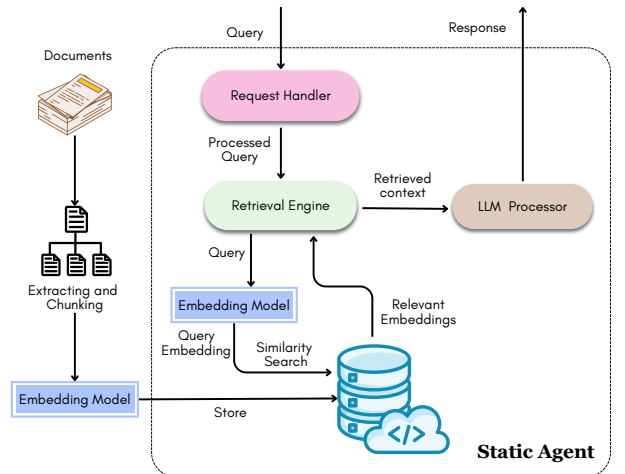 Query
Response
Documents
Request Handler
Processed
Query
Retrieved
context
Retrieval Engine
LLM Processor
Query
Extracting and
Chunking
Embedding Model
Relevant
Embeddings
Query
Embedding
Similarity
Search
Embedding Model
Store
</>
Static Agent